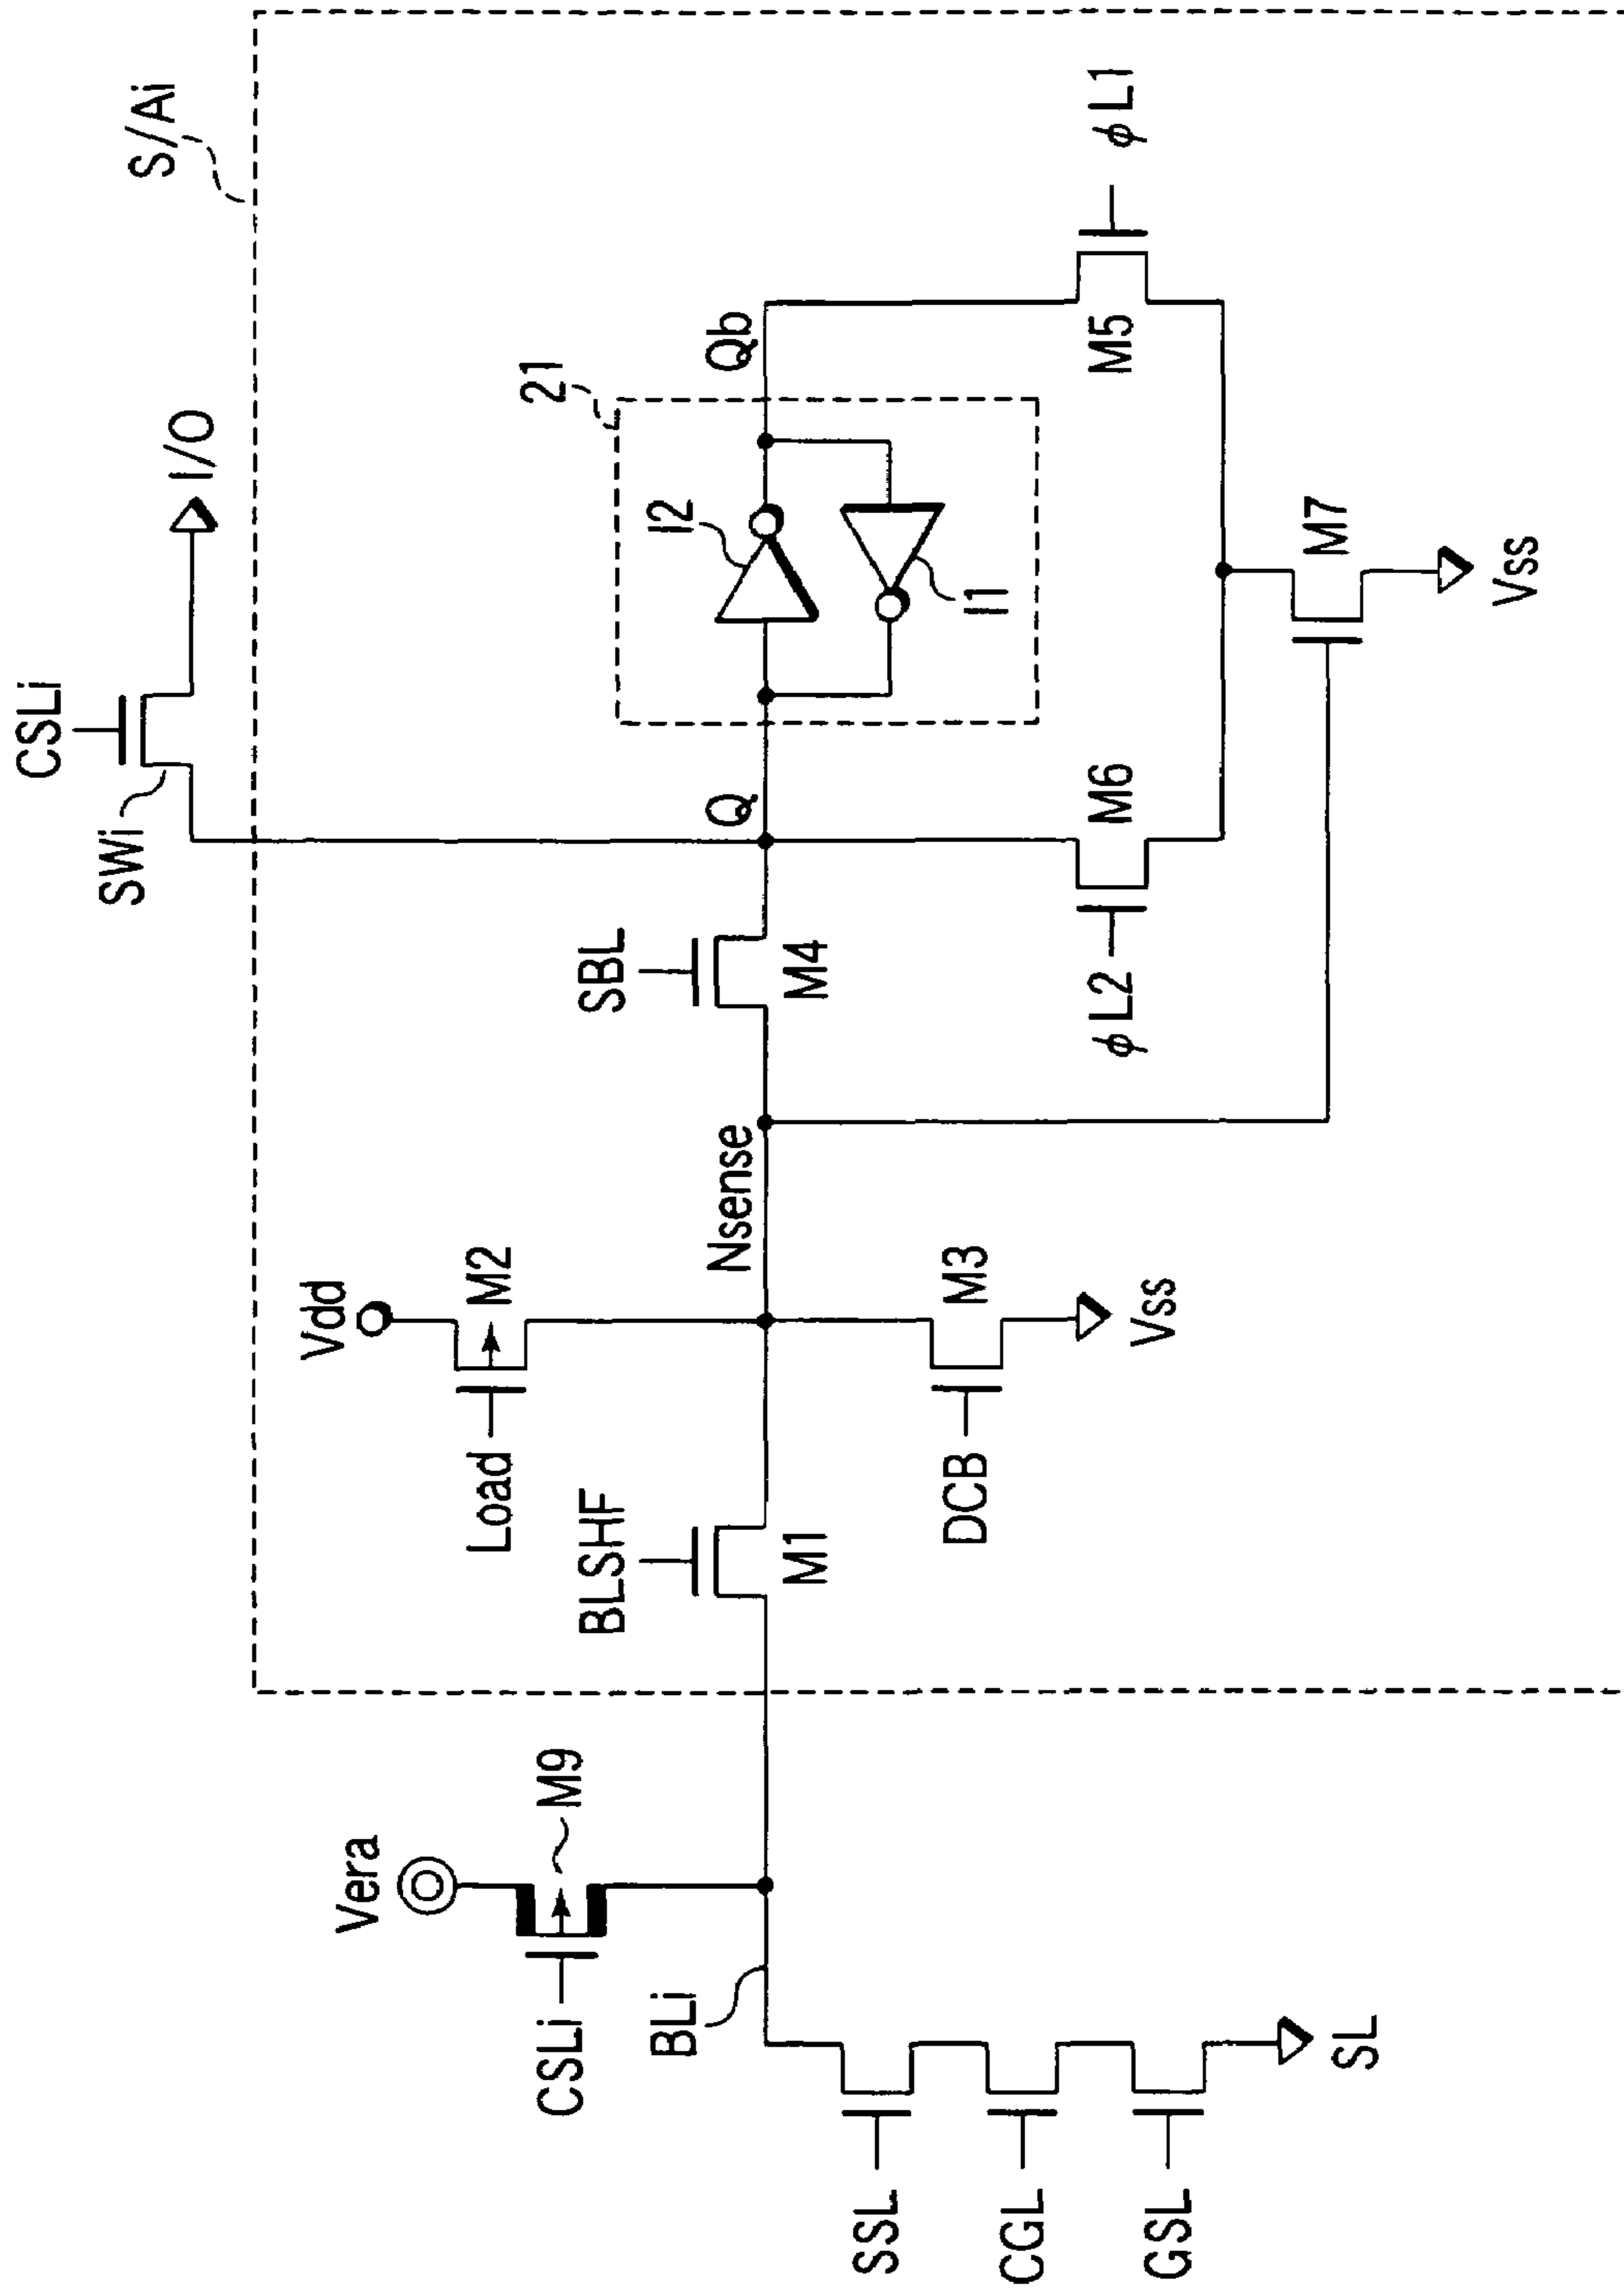 CSLi
SWi
I/O
S/Ai
Vera
M9
CSLi
BLi
SSL
CGL
GSL
SL
BLSHF
M1
Vdd
Load
M2
Nsense
DCB
M3
Vss
SBL
M4
Q
21
I2
I1
Qb
φL2
M6
M5
φL1
M7
Vss